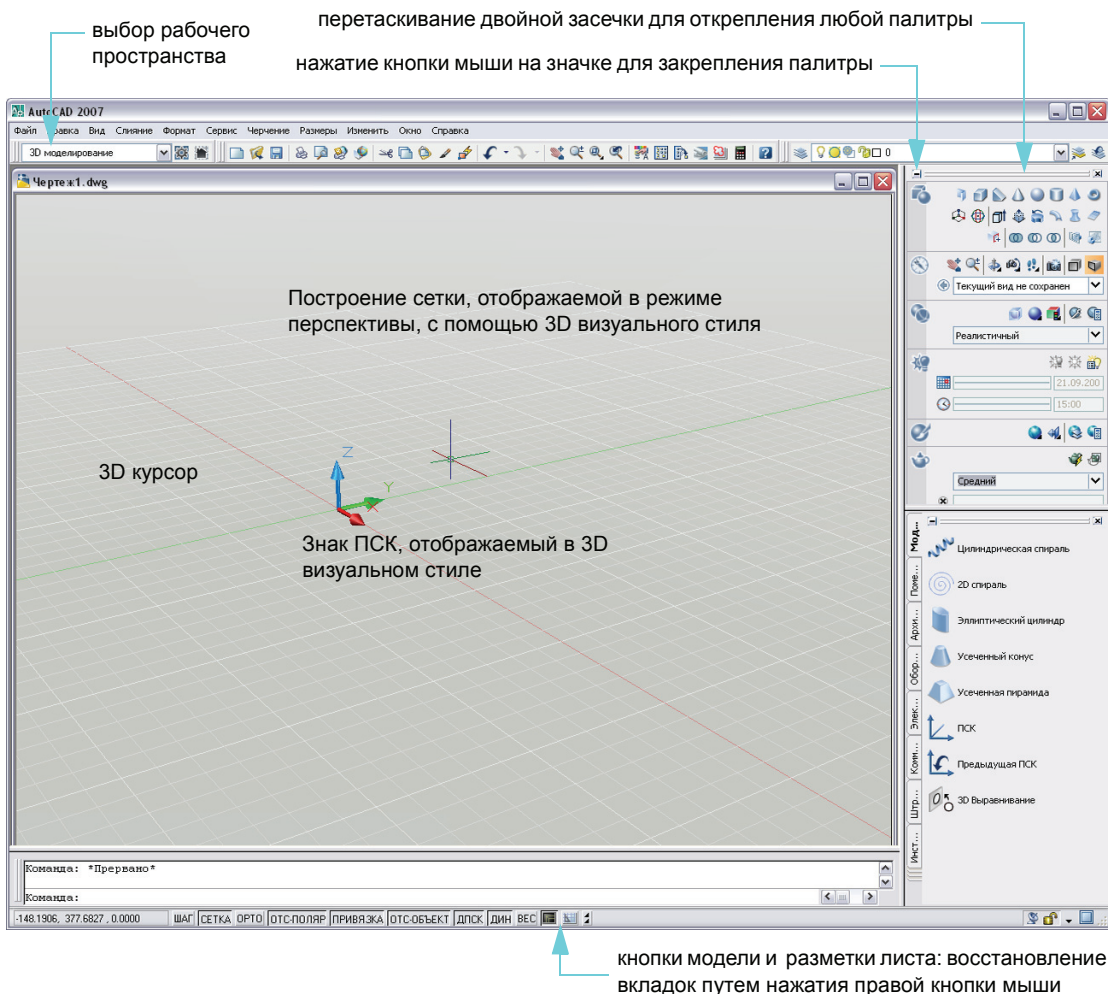 перетаскивание двойной засечки для открепления любой палитры
выбор рабочего
пространства
нажатие кнопки мыши на значке для закрепления палитры
AutoCAD 2007
Файл Правка Вид Слияние Формат Сервис Черчение Размеры Изменить Окно Справка
3D моделирование
0
Чертеж1.dwg
Построение сетки, отображаемой в режиме
перспективы, с помощью 3D визуального стиля
3D курсор
Z
Y
Знак ПСК, отображаемый в 3D
визуальном стиле
Текущий вид не сохранен
Реалистичный
21.09.200
15:00
Средний
Мод...
Поме...
Архи...
Обор...
Элек...
Комн...
Штр...
Инст...
Цилиндрическая спираль
2D спираль
Эллиптический цилиндр
Усеченный конус
Усеченная пирамида
ПСК
Предыдущая ПСК
3D Выравнивание
Команда: *Прервано*
Команда:
-148.1906, 377.6827 , 0.0000 ШАГ СЕТКА ОРТО ОТС-ПОЛЯР ПРИВЯЗКА ОТС-ОБЪЕКТ ДПСК ДИН ВЕС
кнопки модели и разметки листа: восстановление
вкладок путем нажатия правой кнопки мыши